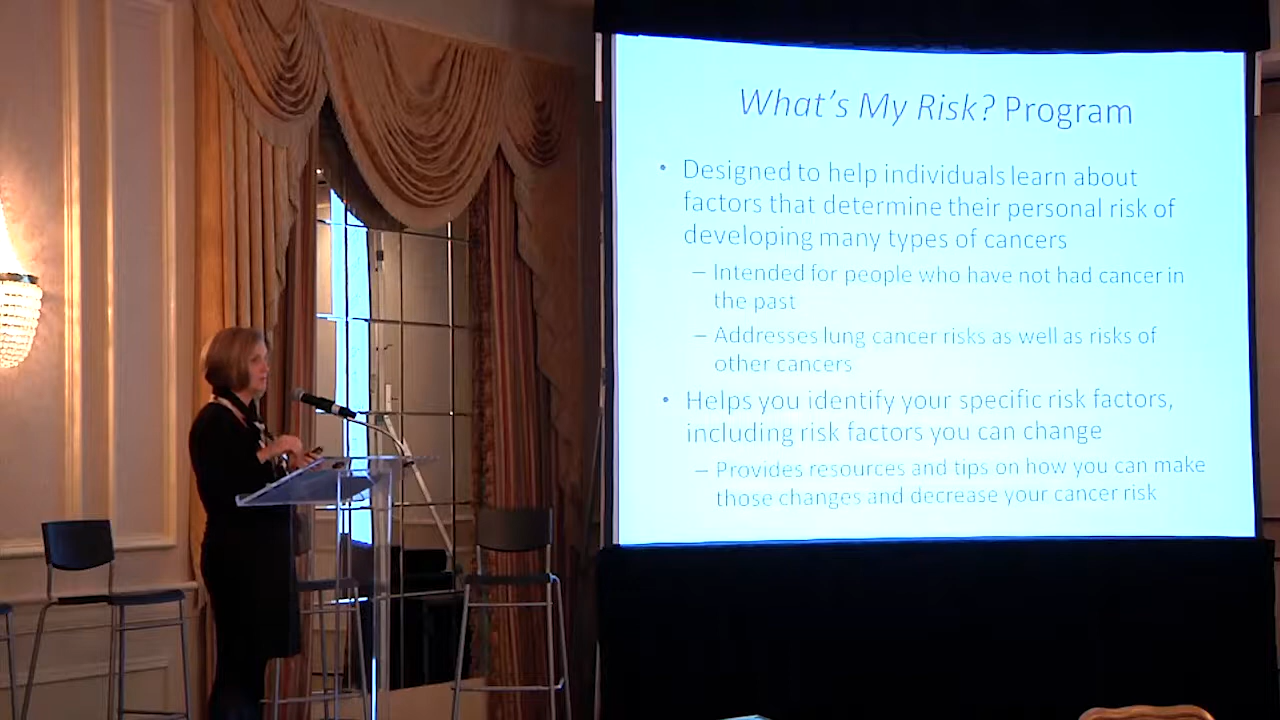 What's My Risk? Program
• Designed to help individuals learn about
factors that determine their personal risk of
developing many types of cancers
– Intended for people who have not had cancer in
the past
– Addresses lung cancer risks as well as risks of
other cancers
• Helps you identify your specific risk factors,
including risk factors you can change
– Provides resources and tips on how you can make
those changes and decrease your cancer risk